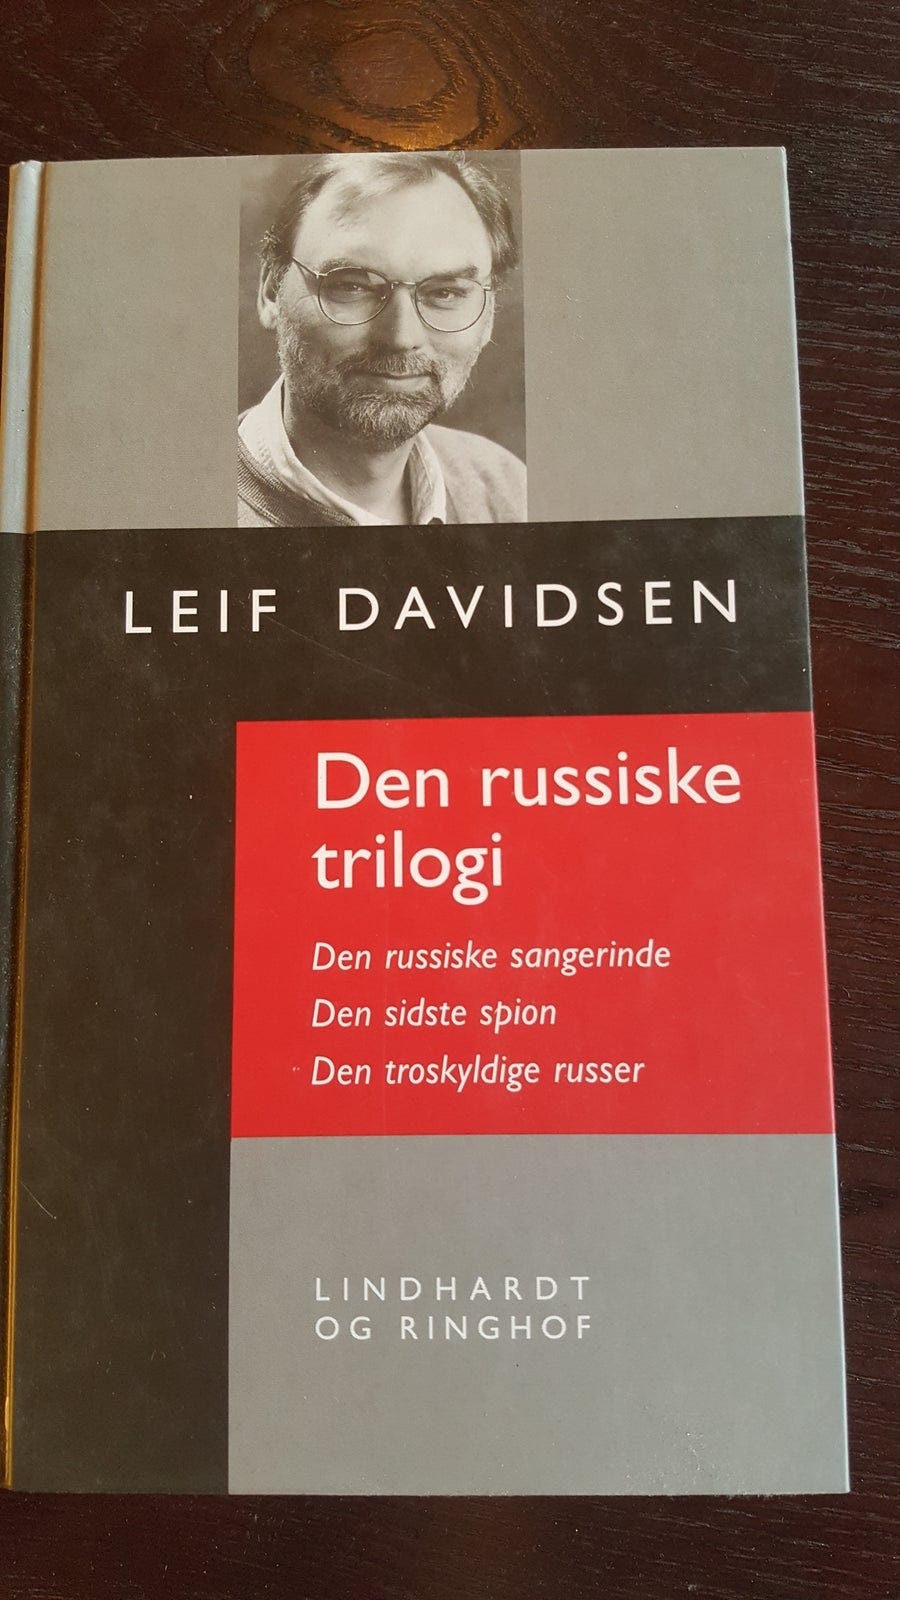 LEIF DAVIDSEN
Den russiske
trilogi
Den russiske sangerinde
Den sidste spion
Den troskyldige russer
LINDHARDT
OG RINGHOF